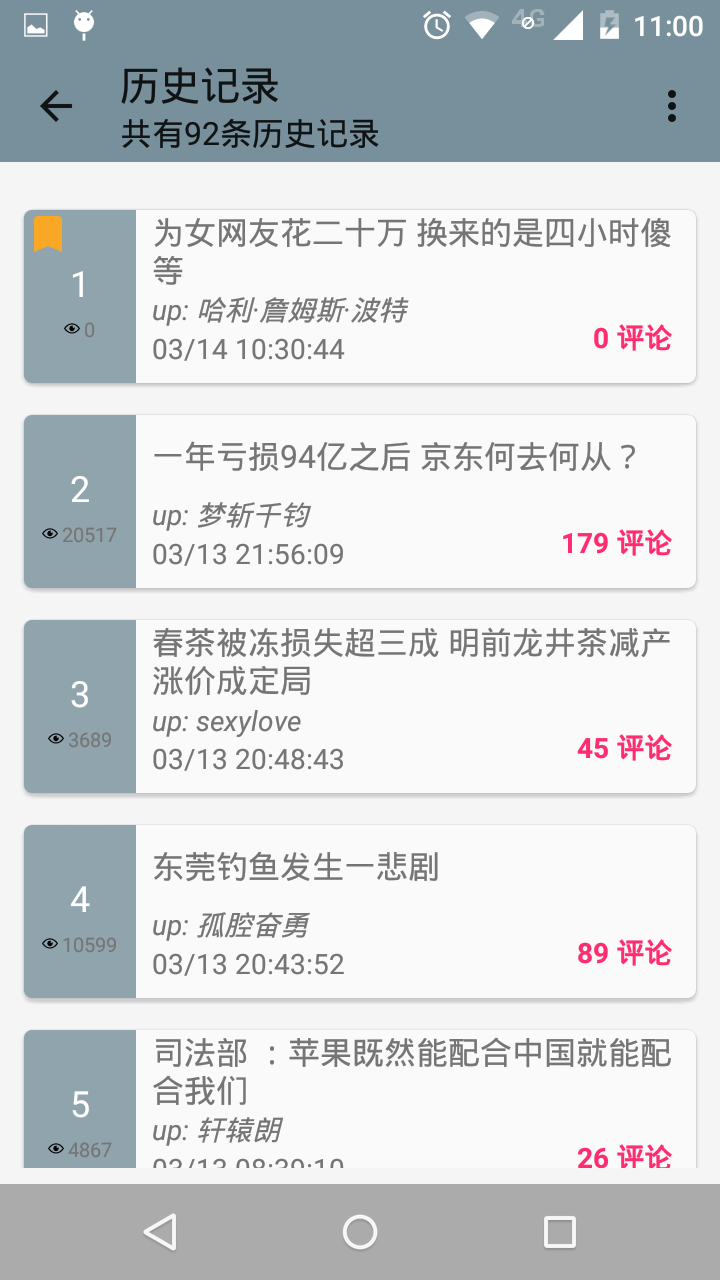 4G 11:00
历史记录
共有92条历史记录
为女网友花二十万 换来的是四小时傻
等
1
0
up: 哈利·詹姆斯·波特
03/14 10:30:44
0 评论
一年亏损94亿之后 京东何去何从？
2
20517
up: 梦斩千钧
03/13 21:56:09
179 评论
春茶被冻损失超三成 明前龙井茶减产
涨价成定局
3
3689
up: sexylove
03/13 20:48:43
45 评论
东莞钓鱼发生一悲剧
4
10599
up: 孤腔奋勇
03/13 20:43:52
89 评论
司法部 ：苹果既然能配合中国就能配
合我们
5
4867
up: 轩辕朗
03/13 08:39:10
26 评论